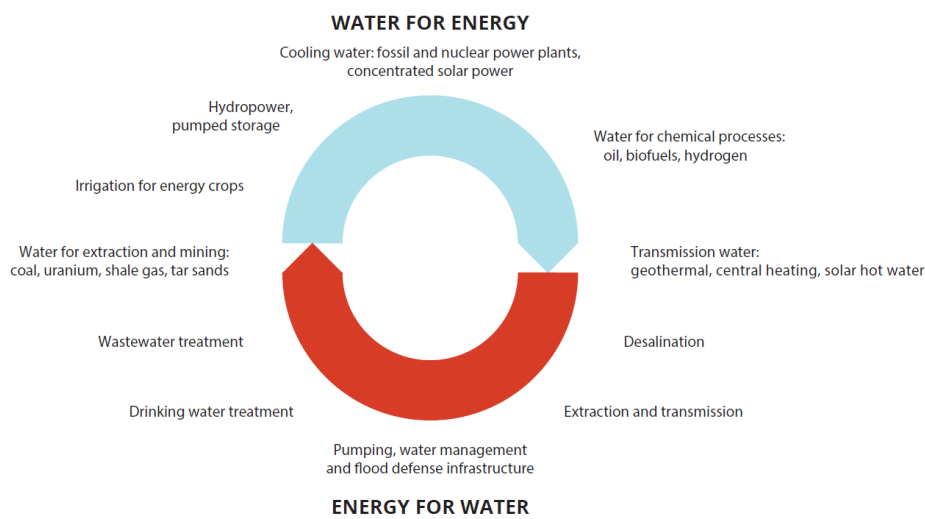 WATER FOR ENERGY
Cooling water: fossil and nuclear power plants,
concentrated solar power
Hydropower,
pumped storage
Water for chemical processes:
oil, biofuels, hydrogen
Irrigation for energy crops
Water for extraction and mining:
coal, uranium, shale gas, tar sands
Transmission water:
geothermal, central heating, solar hot water
Wastewater treatment
Desalination
Drinking water treatment
Extraction and transmission
Pumping, water management
and flood defense infrastructure
ENERGY FOR WATER